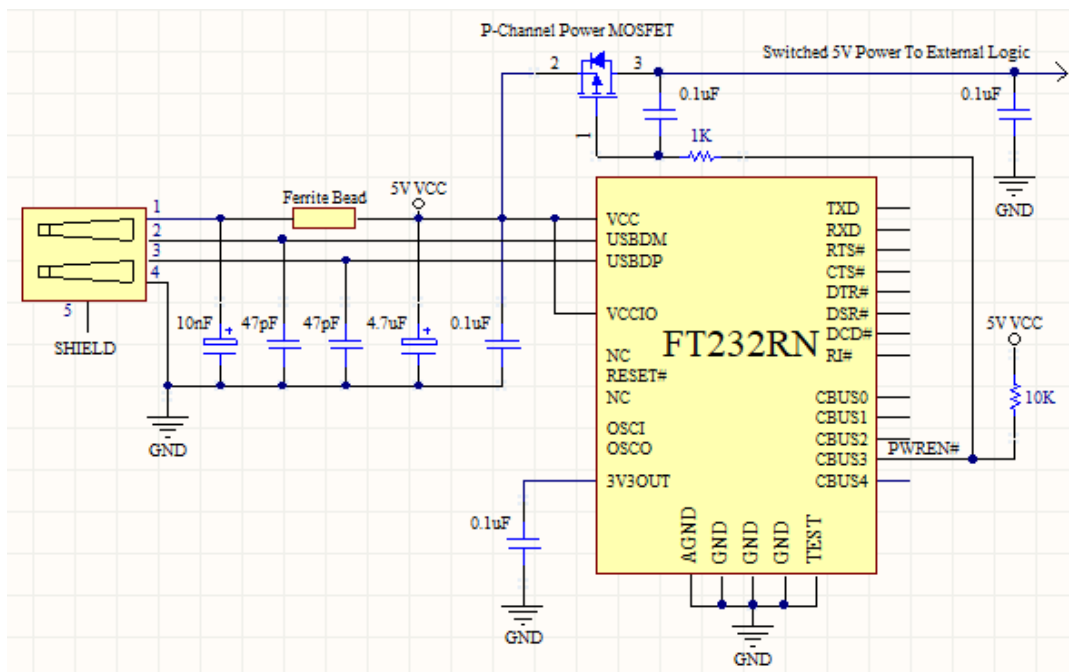 P-Channel Power MOSFET
Switched 5V Power To External Logic
2
3
0.1uF
0.1uF
1
1K
GND
Ferrite Bead
5V VCC
1
2
3
4
5
SHIELD
10nF
+
47pF
47pF
4.7uF
+
0.1uF
GND
VCC
USBDM
USBDP
VCCIO
NC
RESET#
NC
OSCI
OSCO
3V3OUT
FT232RN
TXD
RXD
RTS#
CTS#
DTR#
DSR#
DCD#
RI#
CBUS0
CBUS1
CBUS2
CBUS3
CBUS4
PWREN#
5V VCC
10K
0.1uF
GND
AGND
GND
GND
GND
TEST
GND